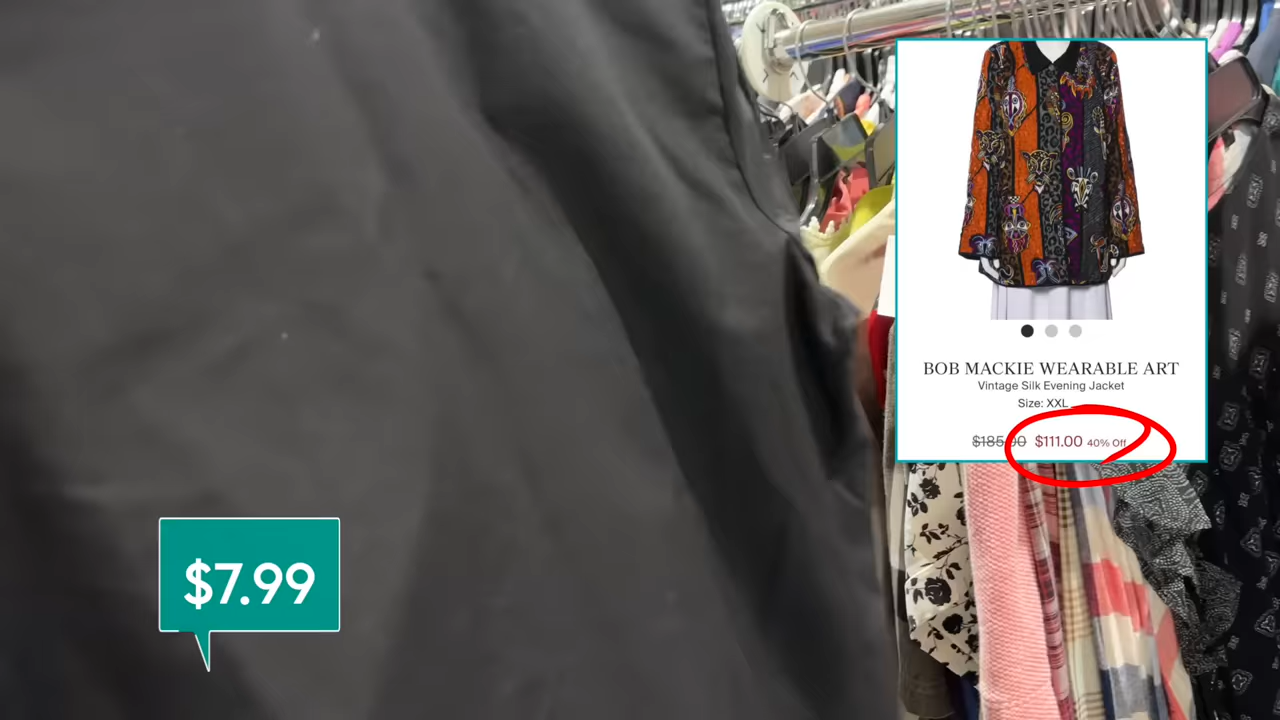 BOB MACKIE WEARABLE ART
Vintage Silk Evening Jacket
Size: XXL
$185.00 $111.00 40% Off
$7.99